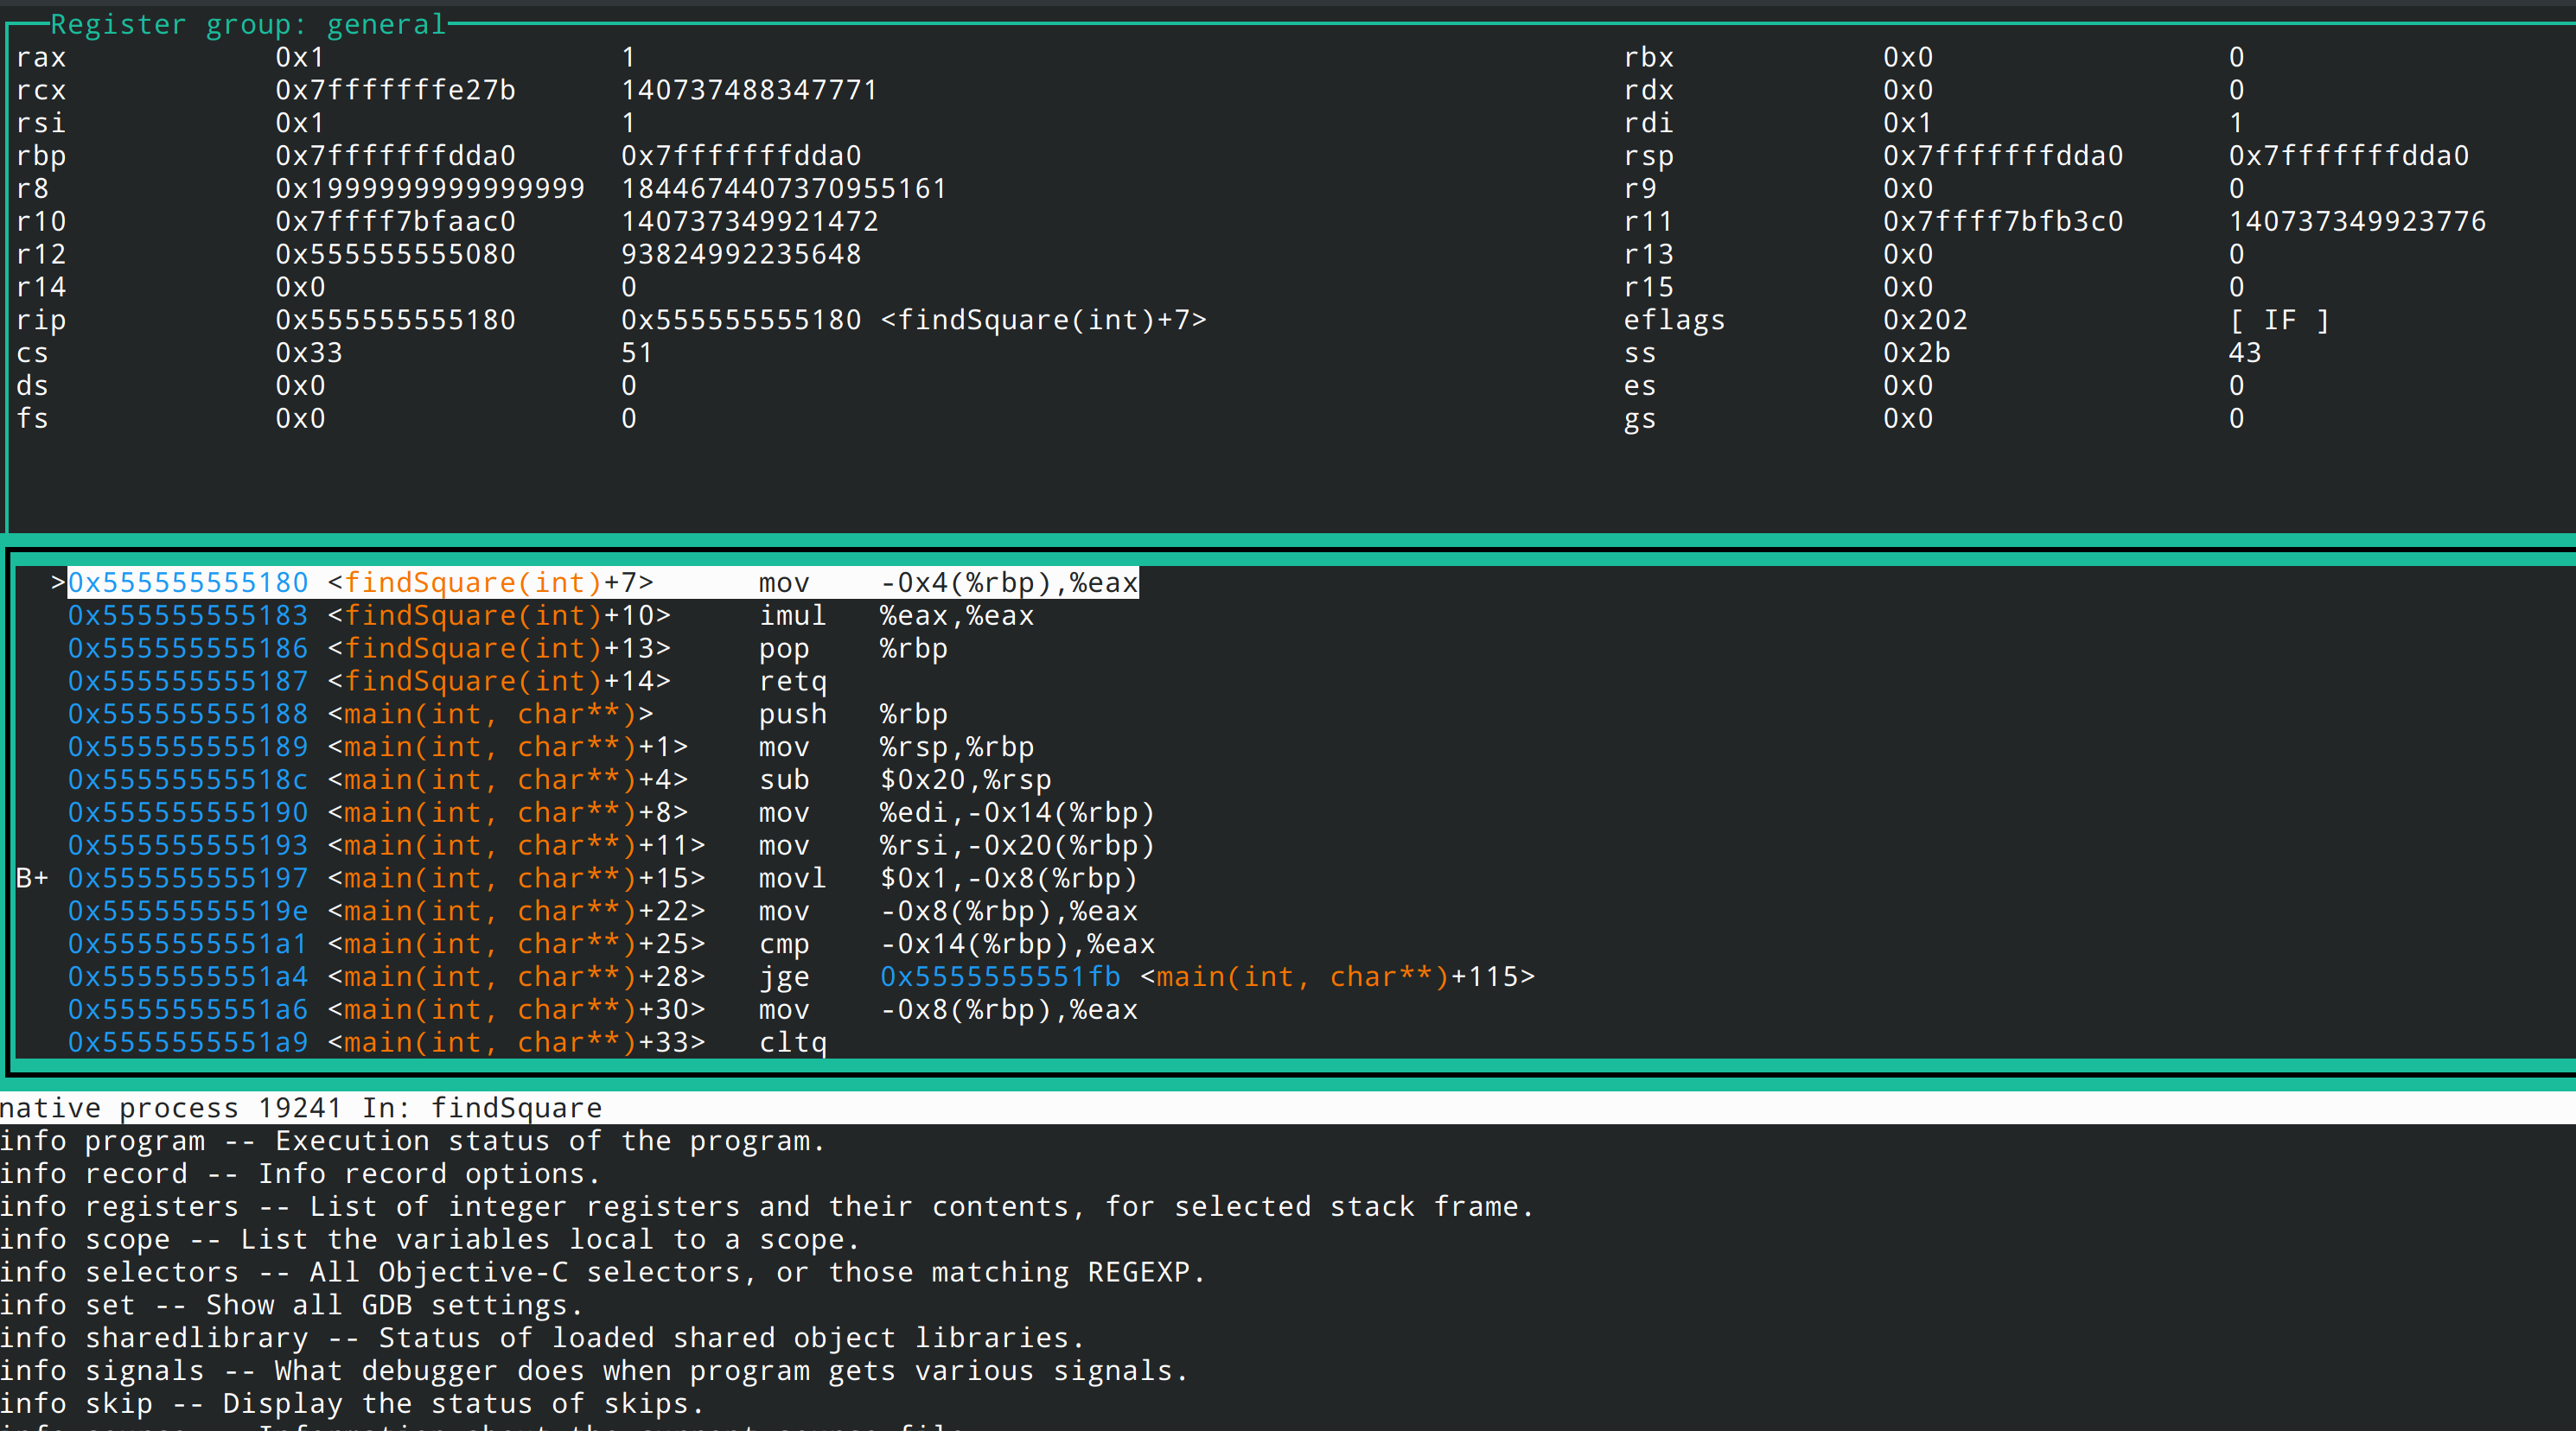 Register group: general
rax 0x1 1 rbx 0x0 0
rcx 0x7fffffffe27b 140737488347771 rdx 0x0 0
rsi 0x1 1 rdi 0x1 1
rbp 0x7fffffffdda0 0x7fffffffdda0 rsp 0x7fffffffdda0 0x7fffffffdda0
r8 0x1999999999999999 1844674407370955161 r9 0x0 0
r10 0x7ffff7bfaac0 140737349921472 r11 0x7ffff7bfb3c0 140737349923776
r12 0x555555555080 93824992235648 r13 0x0 0
r14 0x0 0 r15 0x0 0
rip 0x555555555180 0x555555555180 <findSquare(int)+7> eflags 0x202 [ IF ]
cs 0x33 51 ss 0x2b 43
ds 0x0 0 es 0x0 0
fs 0x0 0 gs 0x0 0
>0x555555555180 <findSquare(int)+7> mov -0x4(%rbp),%eax
0x555555555183 <findSquare(int)+10> imul %eax,%eax
0x555555555186 <findSquare(int)+13> pop %rbp
0x555555555187 <findSquare(int)+14> retq
0x555555555188 <main(int, char**)> push %rbp
0x555555555189 <main(int, char**)+1> mov %rsp,%rbp
0x55555555518c <main(int, char**)+4> sub $0x20,%rsp
0x555555555190 <main(int, char**)+8> mov %edi,-0x14(%rbp)
0x555555555193 <main(int, char**)+11> mov %rsi,-0x20(%rbp)
B+ 0x555555555197 <main(int, char**)+15> movl $0x1,-0x8(%rbp)
0x55555555519e <main(int, char**)+22> mov -0x8(%rbp),%eax
0x5555555551a1 <main(int, char**)+25> cmp -0x14(%rbp),%eax
0x5555555551a4 <main(int, char**)+28> jge 0x5555555551fb <main(int, char**)+115>
0x5555555551a6 <main(int, char**)+30> mov -0x8(%rbp),%eax
0x5555555551a9 <main(int, char**)+33> cltq
native process 19241 In: findSquare
info program -- Execution status of the program.
info record -- Info record options.
info registers -- List of integer registers and their contents, for selected stack frame.
info scope -- List the variables local to a scope.
info selectors -- All Objective-C selectors, or those matching REGEXP.
info set -- Show all GDB settings.
info sharedlibrary -- Status of loaded shared object libraries.
info signals -- What debugger does when program gets various signals.
info skip -- Display the status of skips.